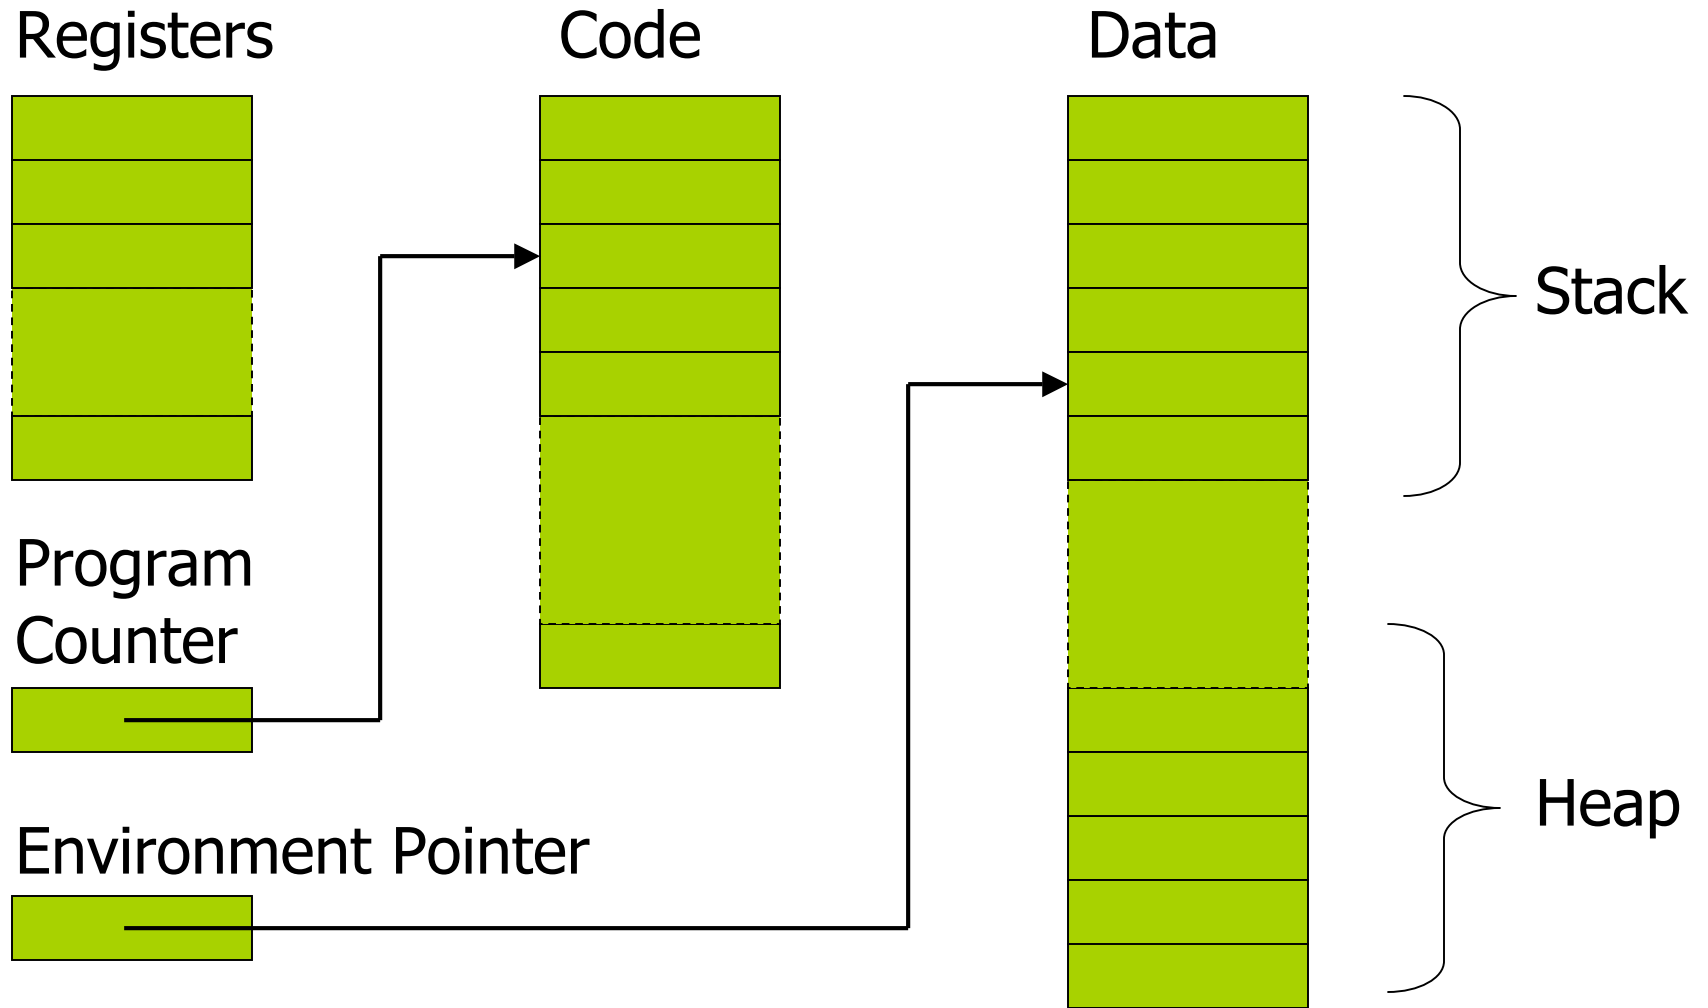 Registers
Code
Data
Stack
Program
Counter
Heap
Environment Pointer